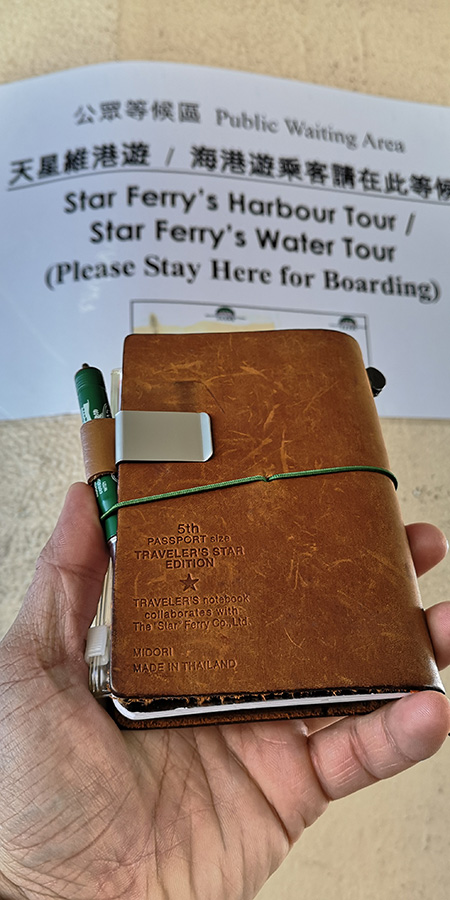 公眾等候區 Public Waiting Area
天星維港遊 / 海港遊乘客請在此等候
Star Ferry's Harbour Tour /
Star Ferry's Water Tour
(Please Stay Here for Boarding)
5th
PASSPORT size
TRAVELER'S STAR
EDITION
TRAVELER'S notebook
collaborates with
The "Star" Ferry Co., Ltd.
MIDORI
MADE IN THAILAND